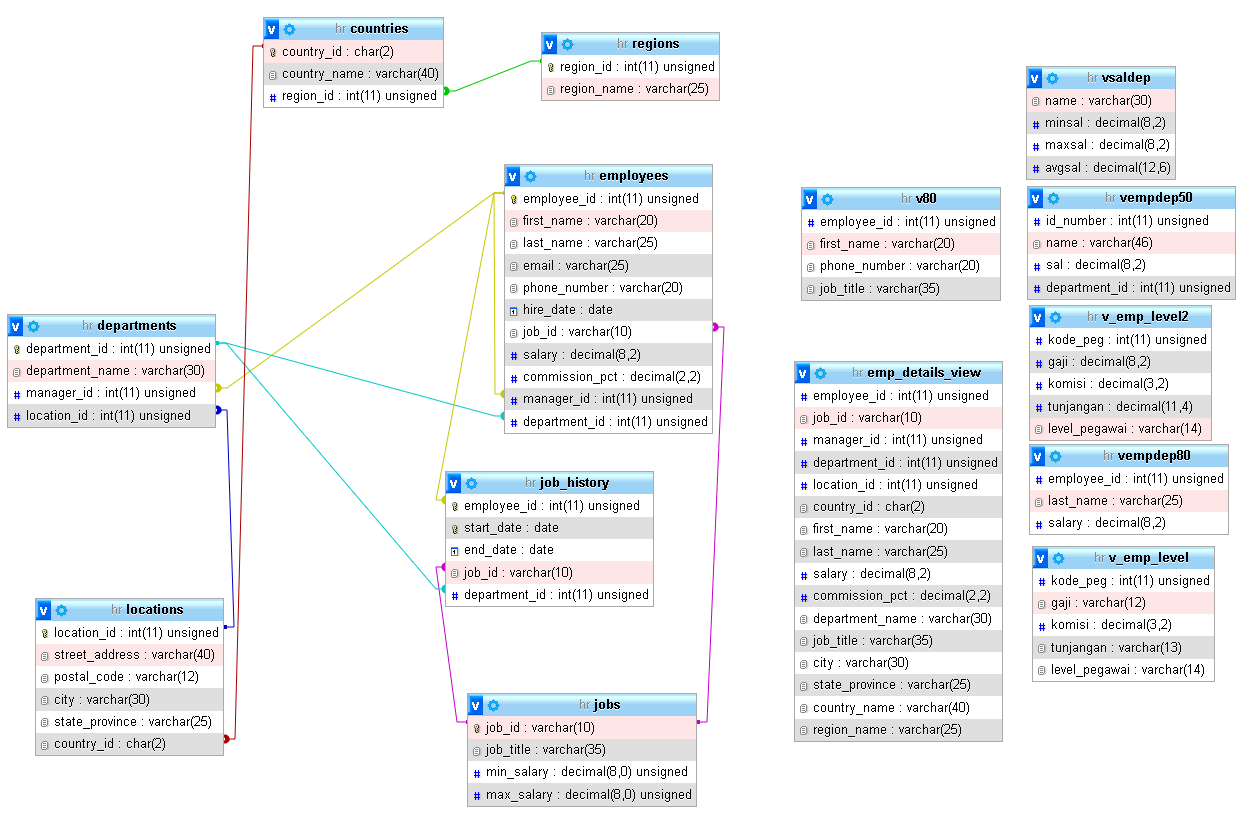 v hr countries
country_id : char(2)
country_name : varchar(40)
# region_id : int(11) unsigned
v hr regions
region_id : int(11) unsigned
region_name : varchar(25)
v hr vsaldep
name : varchar(30)
# minsal : decimal(8,2)
# maxsal : decimal(8,2)
# avgsal : decimal(12,6)
v hr employees
employee_id : int(11) unsigned
first_name : varchar(20)
last_name : varchar(25)
email : varchar(25)
phone_number : varchar(20)
hire_date : date
job_id : varchar(10)
# salary : decimal(8,2)
# commission_pct : decimal(2,2)
# manager_id : int(11) unsigned
# department_id : int(11) unsigned
v hr v80
# employee_id : int(11) unsigned
first_name : varchar(20)
phone_number : varchar(20)
job_title : varchar(35)
v hr vempdep50
# id_number : int(11) unsigned
name : varchar(46)
# sal : decimal(8,2)
# department_id : int(11) unsigned
v hr departments
department_id : int(11) unsigned
department_name : varchar(30)
# manager_id : int(11) unsigned
# location_id : int(11) unsigned
v hr v_emp_level2
# kode_peg : int(11) unsigned
# gaji : decimal(8,2)
# komisi : decimal(3,2)
# tunjangan : decimal(11,4)
level_pegawai : varchar(14)
v hr emp_details_view
# employee_id : int(11) unsigned
job_id : varchar(10)
# manager_id : int(11) unsigned
# department_id : int(11) unsigned
# location_id : int(11) unsigned
country_id : char(2)
first_name : varchar(20)
last_name : varchar(25)
# salary : decimal(8,2)
# commission_pct : decimal(2,2)
department_name : varchar(30)
job_title : varchar(35)
city : varchar(30)
state_province : varchar(25)
country_name : varchar(40)
region_name : varchar(25)
v hr vempdep80
# employee_id : int(11) unsigned
last_name : varchar(25)
# salary : decimal(8,2)
v hr job_history
employee_id : int(11) unsigned
start_date : date
end_date : date
job_id : varchar(10)
# department_id : int(11) unsigned
v hr v_emp_level
# kode_peg : int(11) unsigned
gaji : varchar(12)
# komisi : decimal(3,2)
tunjangan : varchar(13)
level_pegawai : varchar(14)
v hr locations
location_id : int(11) unsigned
street_address : varchar(40)
postal_code : varchar(12)
city : varchar(30)
state_province : varchar(25)
country_id : char(2)
v hr jobs
job_id : varchar(10)
job_title : varchar(35)
# min_salary : decimal(8,0) unsigned
# max_salary : decimal(8,0) unsigned